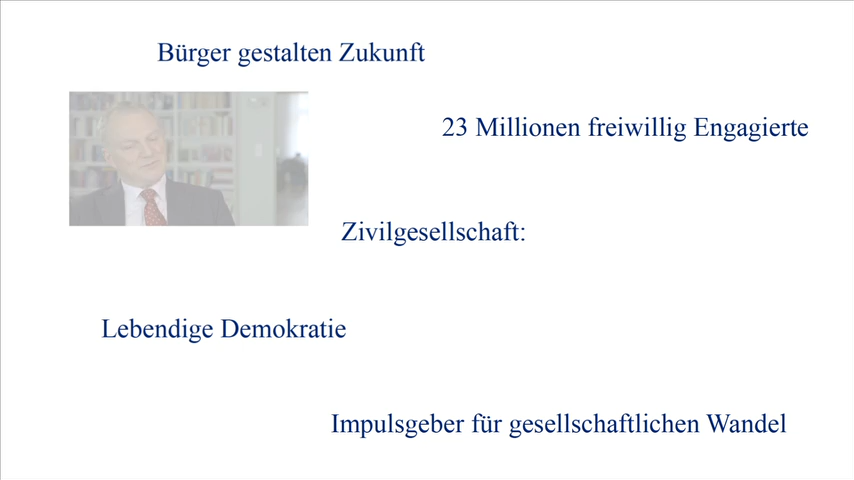 Bürger gestalten Zukunft
23 Millionen freiwillig Engagierte
Zivilgesellschaft:
Lebendige Demokratie
Impulsgeber für gesellschaftlichen Wandel